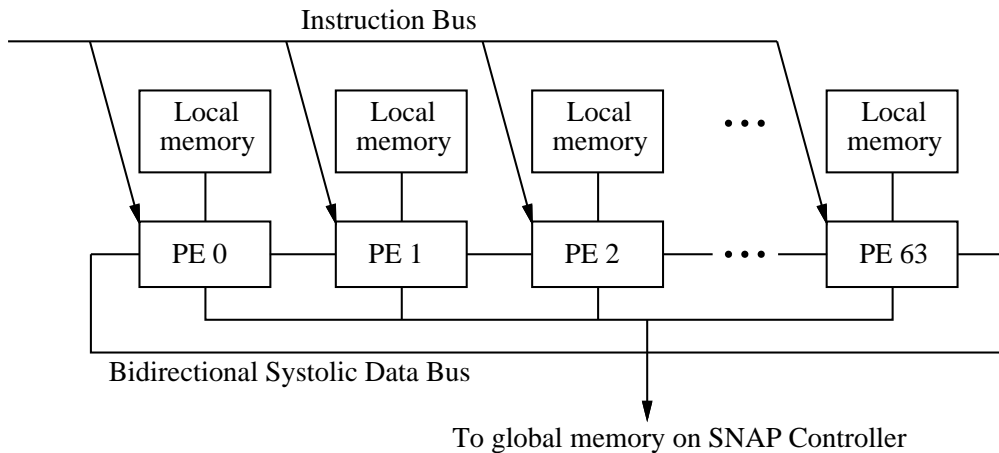 Instruction Bus
Local
memory
Local
memory
Local
memory
Local
memory
PE 0
PE 1
PE 2
PE 63
Bidirectional Systolic Data Bus
To global memory on SNAP Controller